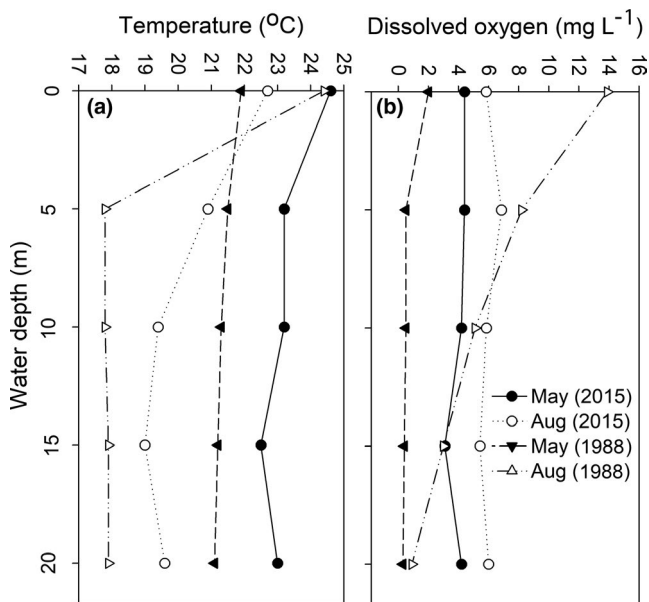 Temperature (ºC)
Dissolved oxygen (mg L⁻¹)
17 18 19 20 21 22 23 24 25
0 2 4 6 8 10 12 14 16
(a)
(b)
Water depth (m)
0
5
10
15
20
May (2015)
Aug (2015)
May (1988)
Aug (1988)